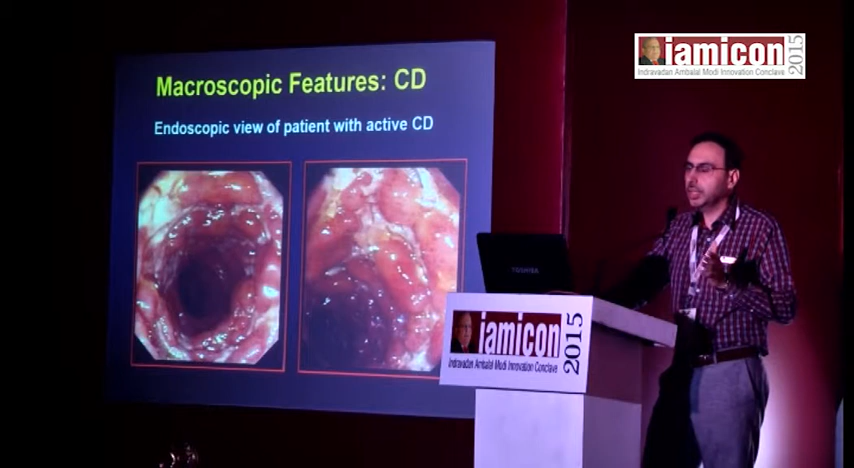 Macroscopic Features: CD
Endoscopic view of patient with active CD
iamicon 2015
Indravadan Ambalal Modi Innovation Conclave
TOSHIBA
iamicon 2015
Indravadan Ambalal Modi Innovation Conclave